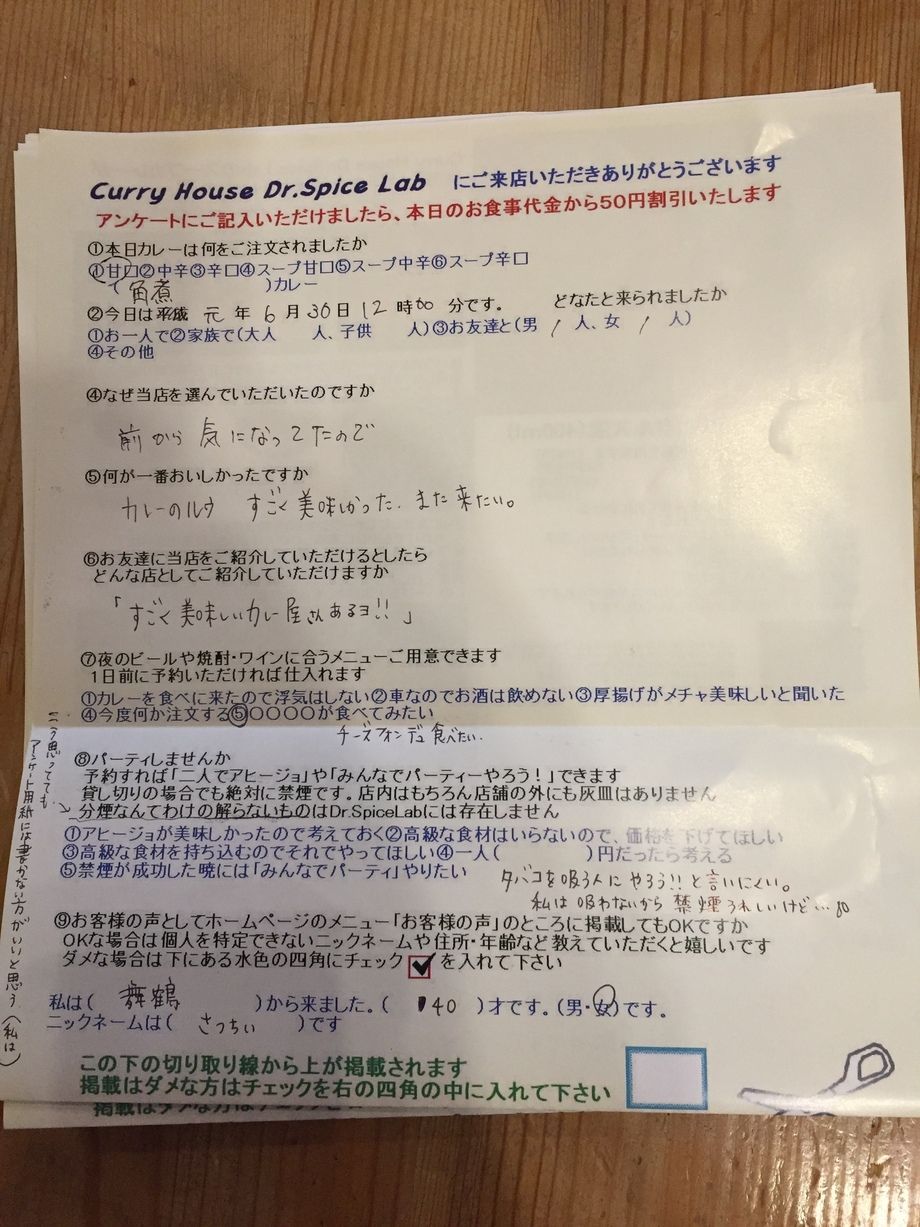 Curry House Dr.Spice Lab にご来店いただきありがとうございます
アンケートにご記入いただけましたら、本日のお食事代金から50円割引いたします
①本日カレーは何をご注文されましたか
①甘口②中辛③辛口④スープ甘口⑤スープ中辛⑥スープ辛口
(角煮)カレー
②今日は平成 元年6月30日12時00分です。 どなたと来られましたか
①お一人で②家族で(大人 人、子供 人)③お友達と(男 / 人、女 / 人)
④その他
④なぜ当店を選んでいただいたのですか
前から気になってたので
⑤何が一番おいしかったですか
カレーのルウ すごく美味しかった。また来たい。
⑥お友達に当店をご紹介していただけるとしたら
どんな店としてご紹介していただけますか
「すごく美味しいカレー屋さんあるヨ!!」
⑦夜のビールや焼酎・ワインに合うメニューご用意できます
1日前に予約いただければ仕入れます
①カレーを食べに来たので浮気はしない②車なのでお酒は飲めない③厚揚げがメチャ美味しいと聞いた
④今度何か注文する⑤〇〇〇〇が食べてみたい
チーズフォンデュ食べたい。
⑧パーティしませんか
予約すれば「二人でアヒージョ」や「みんなでパーティーやろう!」できます
貸し切りの場合でも絶対に禁煙です。店内はもちろん店舗の外にも灰皿はありません
分煙なんてわけの解らないものはDr.SpiceLabには存在しません
こう思ってても、
アンケート用紙には書かない方がいいと思う。(私は)
①アヒージョが美味しかったので考えておく②高級な食材はいらないので、価格を下げてほしい
③高級な食材を持ち込むのでそれでやってほしい④一人( )円だったら考える
⑤禁煙が成功した暁には「みんなでパーティ」やりたい
タバコを吸う人にやろう!!と言いにくい。
私は吸わないから禁煙うれしいけど…
⑨お客様の声としてホームページのメニュー「お客様の声」のところに掲載してもOKですか
OKな場合は個人を特定できないニックネームや住所・年齢など教えていただくと嬉しいです
ダメな場合は下にある水色の四角にチェック✔を入れて下さい
私は(舞鶴)から来ました。(40)才です。(男・女)です。
ニックネームは(さっちぃ)です
この下の切り取り線から上が掲載されます
掲載はダメな方はチェックを右の四角の中に入れて下さい